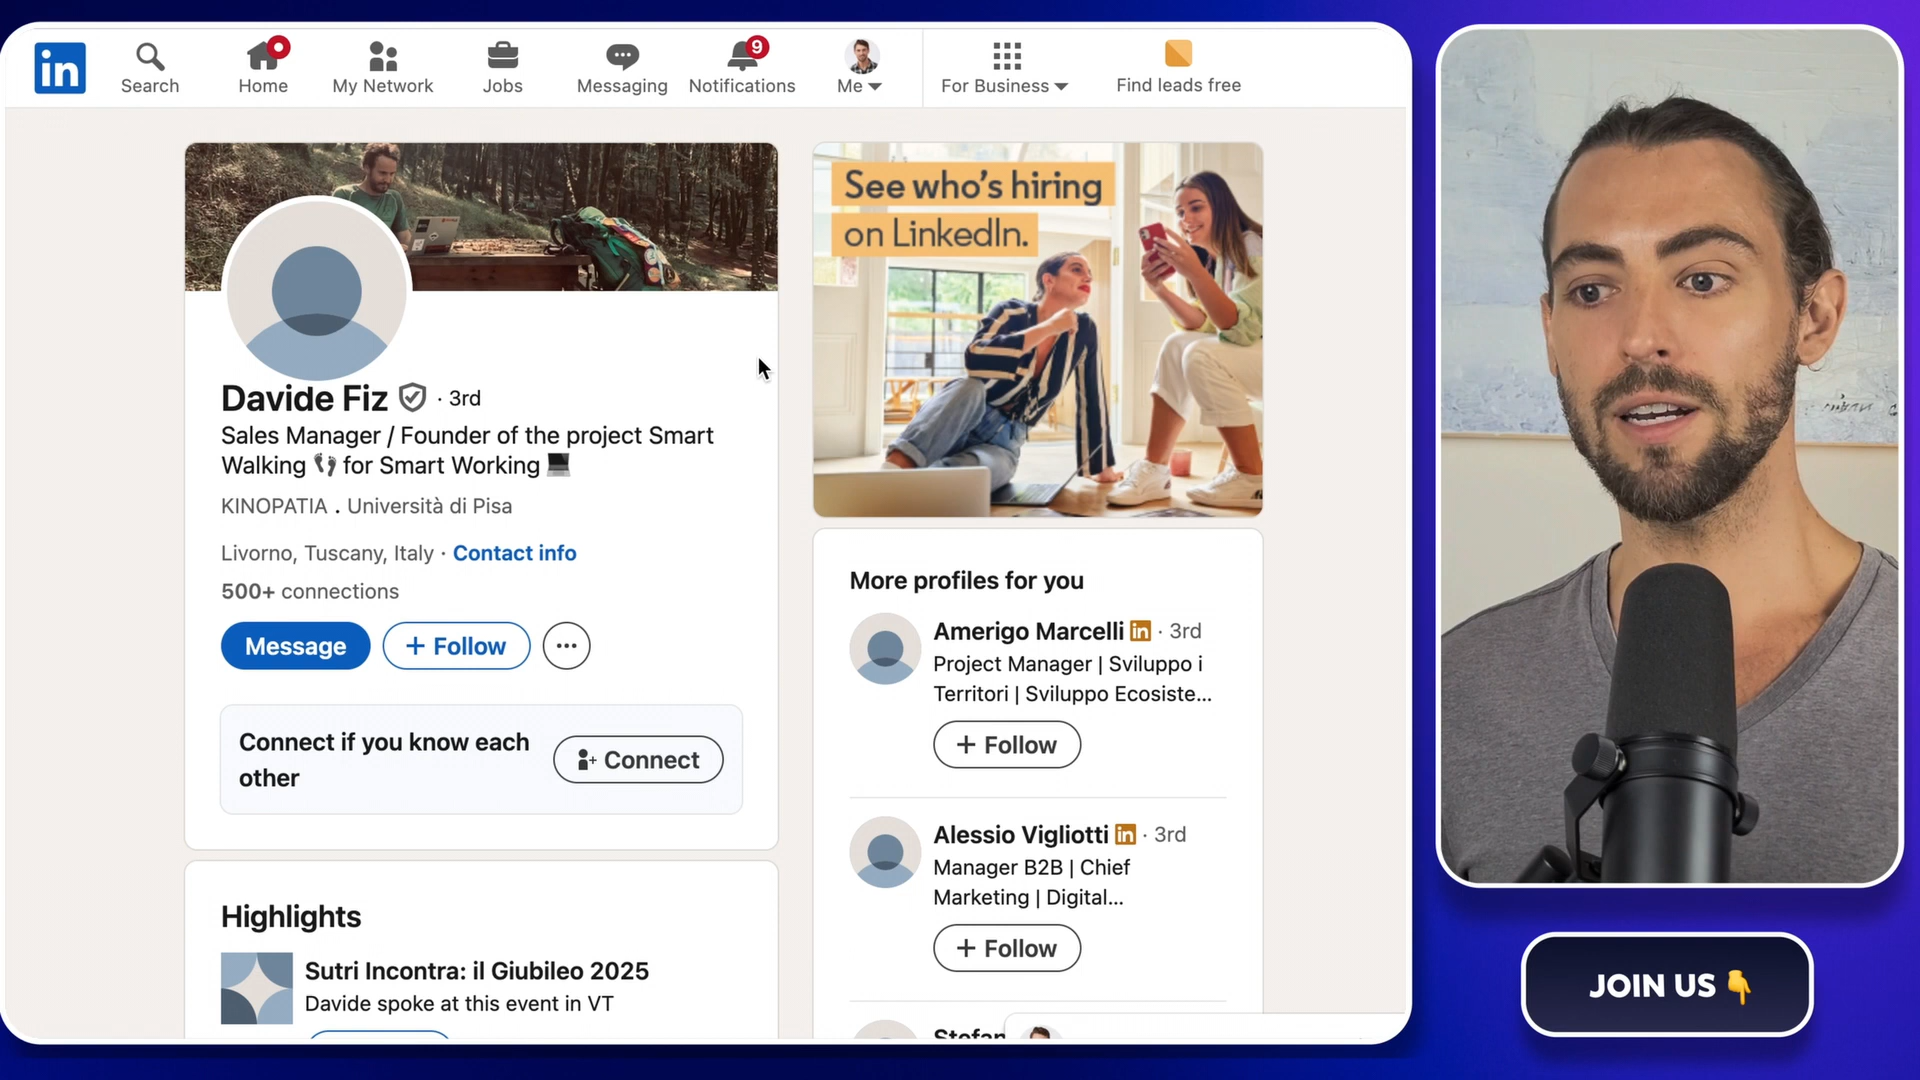 in
Search
Home
My Network
Jobs
Messaging
9
Notifications
Me
For Business
Find leads free
Davide Fiz · 3rd
Sales Manager / Founder of the project Smart
Walking 👣 for Smart Working 💻
KINOPATIA . Università di Pisa
Livorno, Tuscany, Italy · Contact info
500+ connections
Message
+ Follow
...
Connect if you know each
other
Connect
Highlights
Sutri Incontra: il Giubileo 2025
Davide spoke at this event in VT
See who's hiring
on LinkedIn.
More profiles for you
Amerigo Marcelli in · 3rd
Project Manager | Sviluppo i
Territori | Sviluppo Ecosiste...
+ Follow
Alessio Vigliotti in · 3rd
Manager B2B | Chief
Marketing | Digital...
+ Follow
Stefan
JOIN US 👇